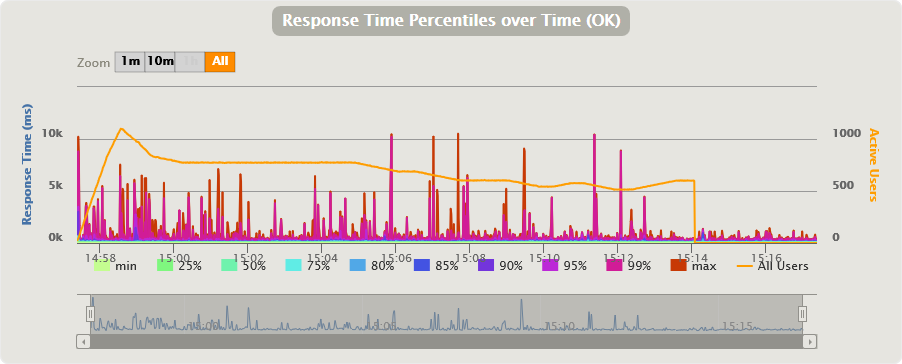 Response Time Percentiles over Time (OK)
Zoom 1m 10m 1h All
Response Time (ms)
10k
5k
0k
1000
500
0
Active Users
14:58 15:00 15:02 15:04 15:06 15:08 15:10 15:12 15:14 15:16
min 25% 50% 75% 80% 85% 90% 95% 99% max All Users
15:10 15:15